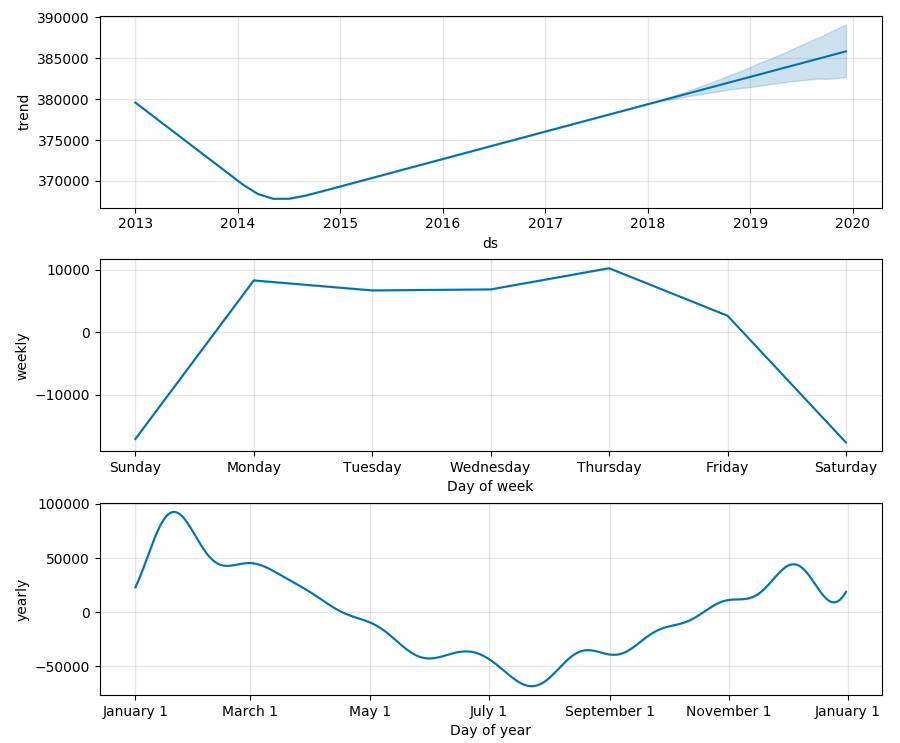 390000
385000
380000
375000
370000
trend
2013 2014 2015 2016 2017 2018 2019 2020
ds
10000
0
−10000
weekly
Sunday Monday Tuesday Wednesday Thursday Friday Saturday
Day of week
100000
50000
0
−50000
yearly
January 1 March 1 May 1 July 1 September 1 November 1 January 1
Day of year